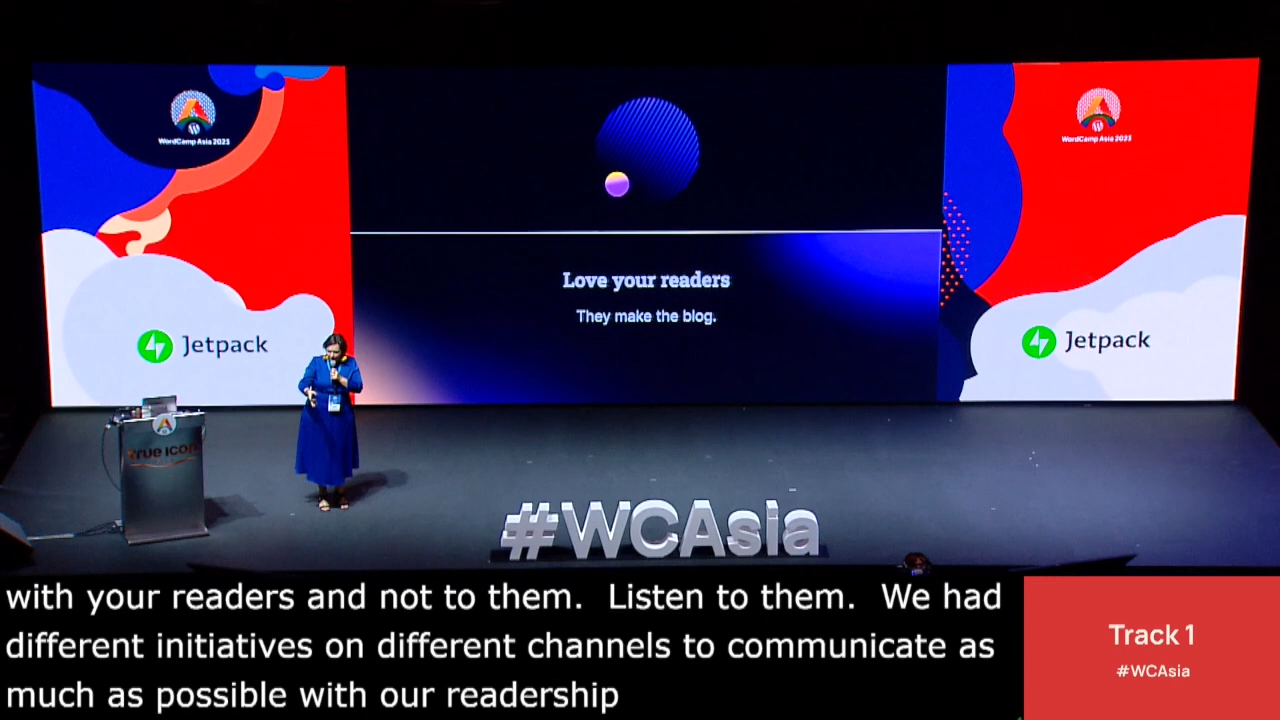 WordCamp Asia 2023
WordCamp Asia 2023
Love your readers
They make the blog.
Jetpack
Jetpack
true icon
#WCAsia
with your readers and not to them. Listen to them. We had
different initiatives on different channels to communicate as
much as possible with our readership
Track 1
#WCAsia